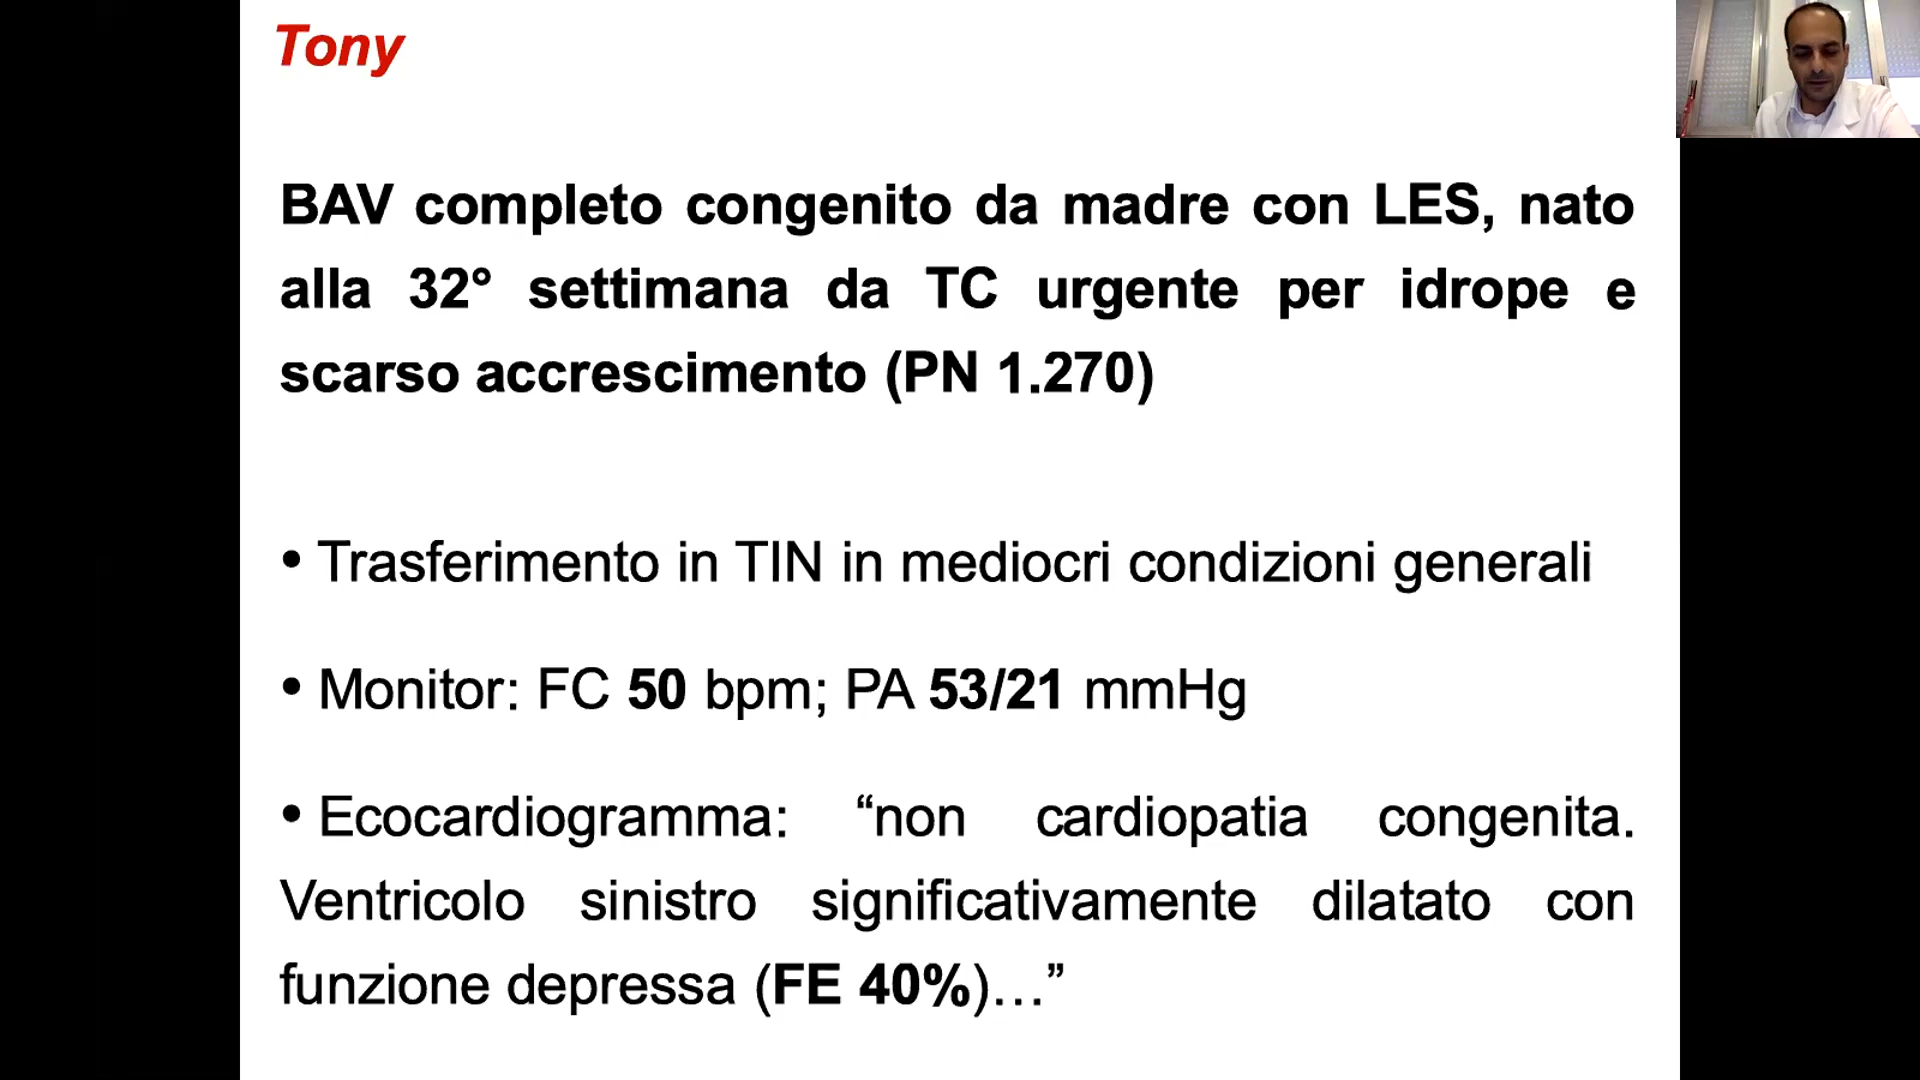 Tony
BAV completo congenito da madre con LES, nato
alla 32° settimana da TC urgente per idrope e
scarso accrescimento (PN 1.270)
• Trasferimento in TIN in mediocri condizioni generali
• Monitor: FC 50 bpm; PA 53/21 mmHg
• Ecocardiogramma: “non cardiopatia congenita.
Ventricolo sinistro significativamente dilatato con
funzione depressa (FE 40%)…”